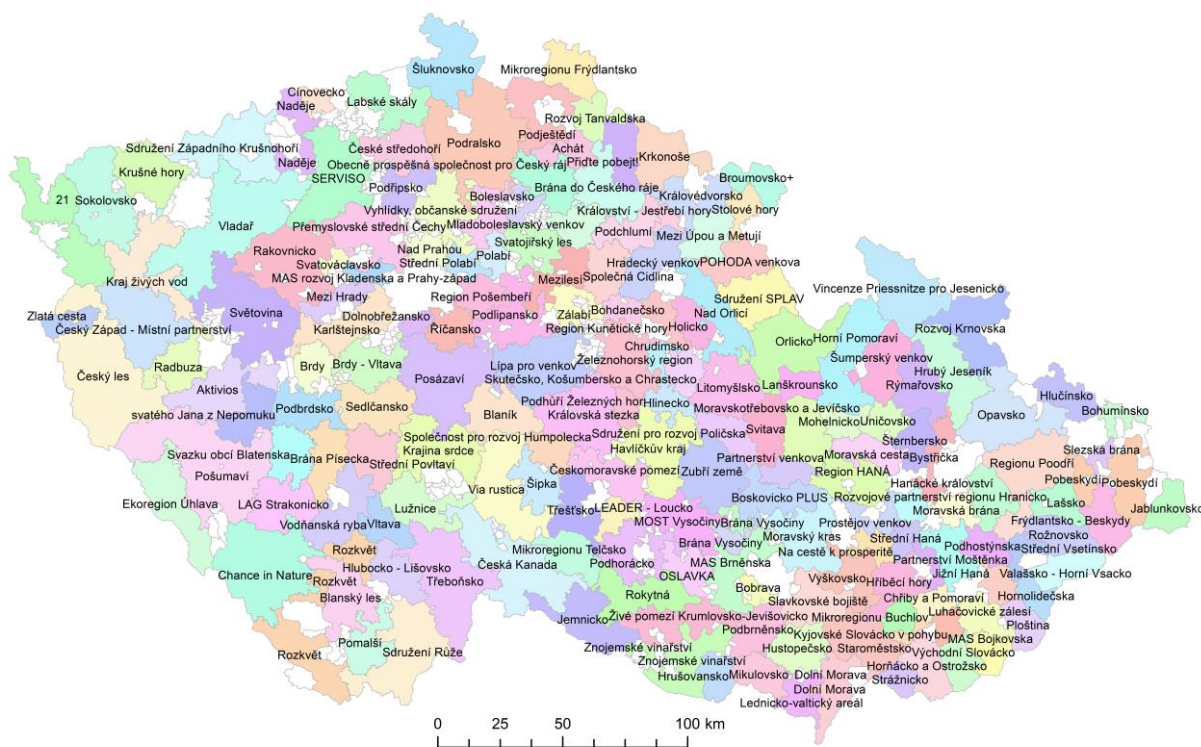 Šluknovsko
Mikroregionu Frýdlantsko
Cínovecko
Naděje
Labské skály
Rozvoj Tanvaldska
Sdružení Západního Krušnohoří
Naděje
České středohoří
Podralsko
Podještědí
Achát
Krkonoše
Krušné hory
Obecně prospěšná společnost pro Český ráj
Přiďte pobejt!
21
Sokolovsko
SERVISO
Podřipsko
Boleslavsko
Brána do Českého ráje
Královédvorsko
Broumovsko+
Stolové hory
Vyhlídky, občanské sdružení
Království - Jestřebí hory
Vladař
Přemyslovské střední Čechy
Mladoboleslavský venkov
Podchlumí
Mezi Úpou a Metují
Svatojiřský les
Rakovnicko
Nad Prahou
Svatováclavsko
Střední Polabí
Polabí
Hradecký venkov
POHODA venkova
Kraj živých vod
MAS rozvoj Kladenska a Prahy-západ
Mezilesí
Společná Cidlina
Vincenze Priessnitze pro Jesenicko
Mezi Hrady
Region Pošembeří
Sdružení SPLAV
Zlatá cesta
Světovina
Dolnobřežansko
Podlipansko
Zálabí
Bohdanečsko
Nad Orlicí
Český Západ - Místní partnerství
Karlštejnsko
Říčansko
Region Kunětické hory
Holicko
Orlicko
Horní Pomoraví
Rozvoj Krnovska
Chrudimsko
Radbuza
Brdy
Brdy - Vltava
Lípa pro venkov
Železnohorský region
Šumperský venkov
Hrubý Jeseník
Český les
Posázaví
Skutečsko, Košumbersko a Chrastecko
Litomyšlsko
Lanškrounsko
Rýmařovsko
Aktivios
Podbrdsko
Sedlčansko
Podhůří Železných hor
Hlinecko
Moravskotřebovsko a Jevíčsko
Hlučínsko
svatého Jana z Nepomuku
Blaník
Královská stezka
Mohelnicko
Uničovsko
Opavsko
Bohumínsko
Společnost pro rozvoj Humpolecka
Sdružení pro rozvoj
Poličska
Svitava
Šternbersko
Svazku obcí Blatenska
Brána Písecka
Krajina srdce
Havlíčkův kraj
Partnerství venkova
Moravská cesta
Bystřička
Slezská brána
Střední Povltaví
Regionu Poodří
Pošumaví
Českomoravské pomezí
Zubří země
Region HANÁ
Pobeskydí
Pobeskydí
Šipka
Hanácké království
Via rustica
Boskovicko PLUS
Rozvojové partnerství regionu Hranicko
Lašsko
Jablunkovsko
Ekoregion Úhlava
LAG Strakonicko
Lužnice
Třešťsko
LEADER - Loucko
Moravská brána
Vodňanská ryba
Vltava
MOST Vysočiny
Brána Vysočiny
Prostějov venkov
Frýdlantsko - Beskydy
Moravský kras
Střední Haná
Rožnovsko
Rozkvět
Mikroregionu Telčsko
Brána Vysočiny
Na cestě k prosperitě
Podhostýnska
Střední Vsetínsko
Hlubocko - Lišovsko
Česká Kanada
Podhorácko
MAS Brněnska
Partnerství Moštěnka
Chance in Nature
Rozkvět
Třeboňsko
OSLAVKA
Vyškovsko
Hříběcí hory
Jižní Haná
Valašsko - Horní Vsacko
Blanský les
Rokytná
Bobrava
Slavkovské bojiště
Chřiby a Pomoraví
Hornolidečska
Jemnicko
Živé pomezí Krumlovsko-Jevišovicko
Mikroregionu Buchlov
Luhačovické zálesí
Podbrněnsko
Kyjovské Slovácko v pohybu
Ploština
Pomalší
Znojemské vinařství
Hustopečsko
Staroměstsko
MAS Bojkovska
Rozkvět
Sdružení Růže
Znojemské vinařství
Východní Slovácko
Hrušovansko
Mikulovsko
Dolní Morava
Horňácko a Ostrožsko
Dolní Morava
Strážnicko
Lednicko-valtický areál
0 25 50 100 km